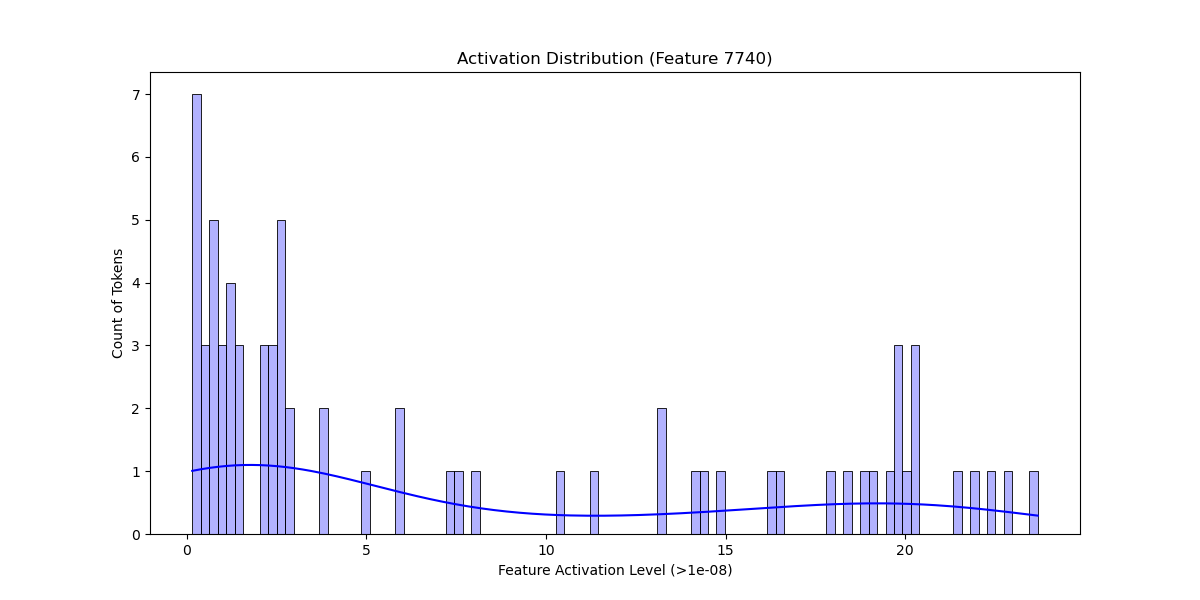 Activation Distribution (Feature 7740)
Count of Tokens
7
6
5
4
3
2
1
0
0 5 10 15 20
Feature Activation Level (>1e-08)